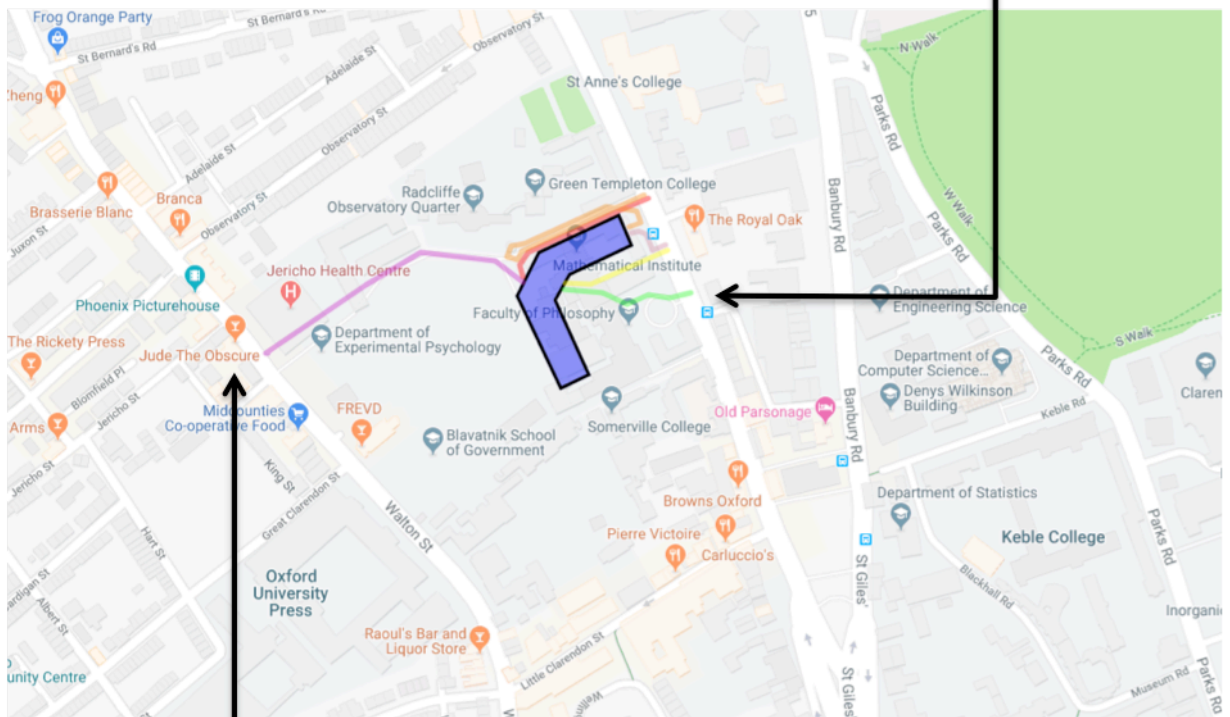 Frog Orange Party
St Bernard's Rd
St Bernard's Rd
Observatory St
Adelaide St
Zheng
St Anne's College
N Walk
Parks Rd
Observatory St
Adelaide St
Green Templeton College
Radcliffe
Observatory Quarter
Brasserie Blanc
Branca
Observatory St
Juxon St
The Royal Oak
Banbury Rd
Parks Rd
W Walk
Mathematical Institute
Jericho Health Centre
Phoenix Picturehouse
Faculty of Philosophy
Department of
Engineering Science
Department of
Experimental Psychology
The Rickety Press
Jude The Obscure
Blomfield Pl
Jericho St
S Walk
Parks Rd
Department of
Computer Science...
Denys Wilkinson
Building
Claren
Keble Rd
Old Parsonage
Banbury Rd
Midcounties
Co-operative Food
FREVD
Arms
Somerville College
Blavatnik School
of Government
Jericho St
King St
Great Clarendon St
Walton St
Browns Oxford
Department of Statistics
Pierre Victoire
Carluccio's
Keble College
Parks Rd
Hart St
St Giles'
Blackhall Rd
Oxford
University
Press
Cardigan St
Albert St
Inorganic
Raoul's Bar and
Liquor Store
Little Clarendon St
unity Centre
St Giles'
Museum Rd
Parks Rd